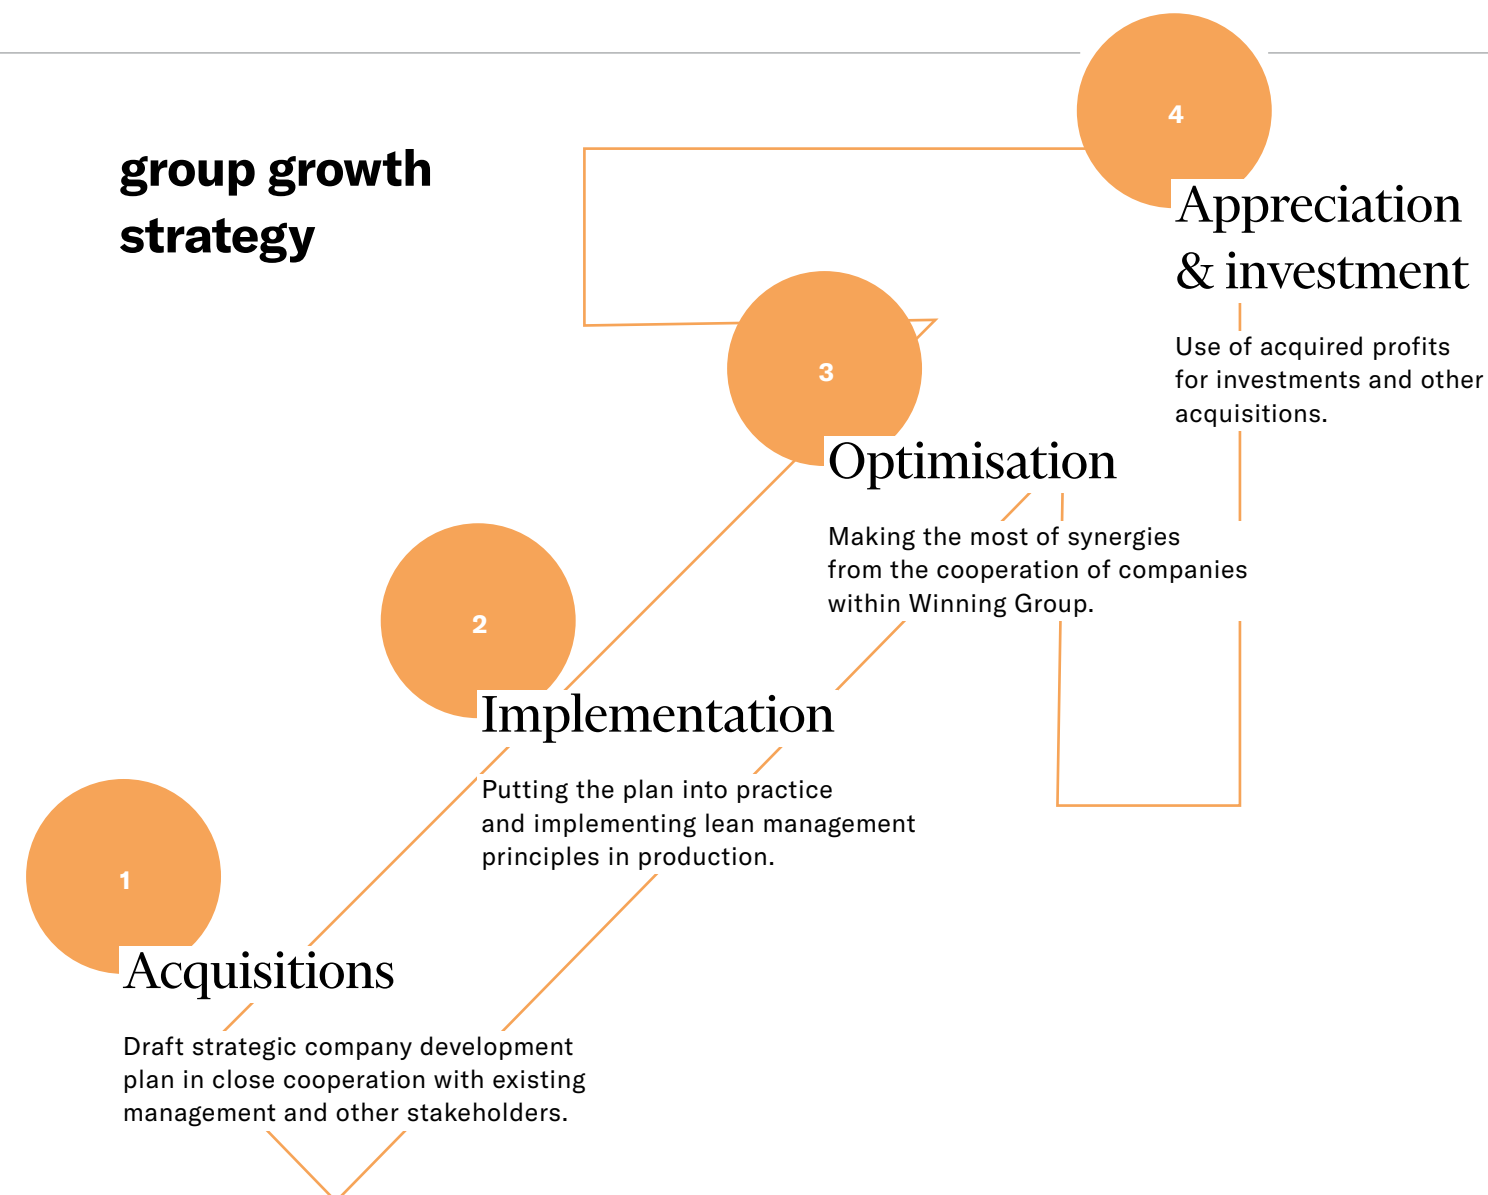 group growth
strategy
4
Appreciation
& investment
Use of acquired profits
for investments and other
acquisitions.
3
Optimisation
Making the most of synergies
from the cooperation of companies
within Winning Group.
2
Implementation
Putting the plan into practice
and implementing lean management
principles in production.
1
Acquisitions
Draft strategic company development
plan in close cooperation with existing
management and other stakeholders.